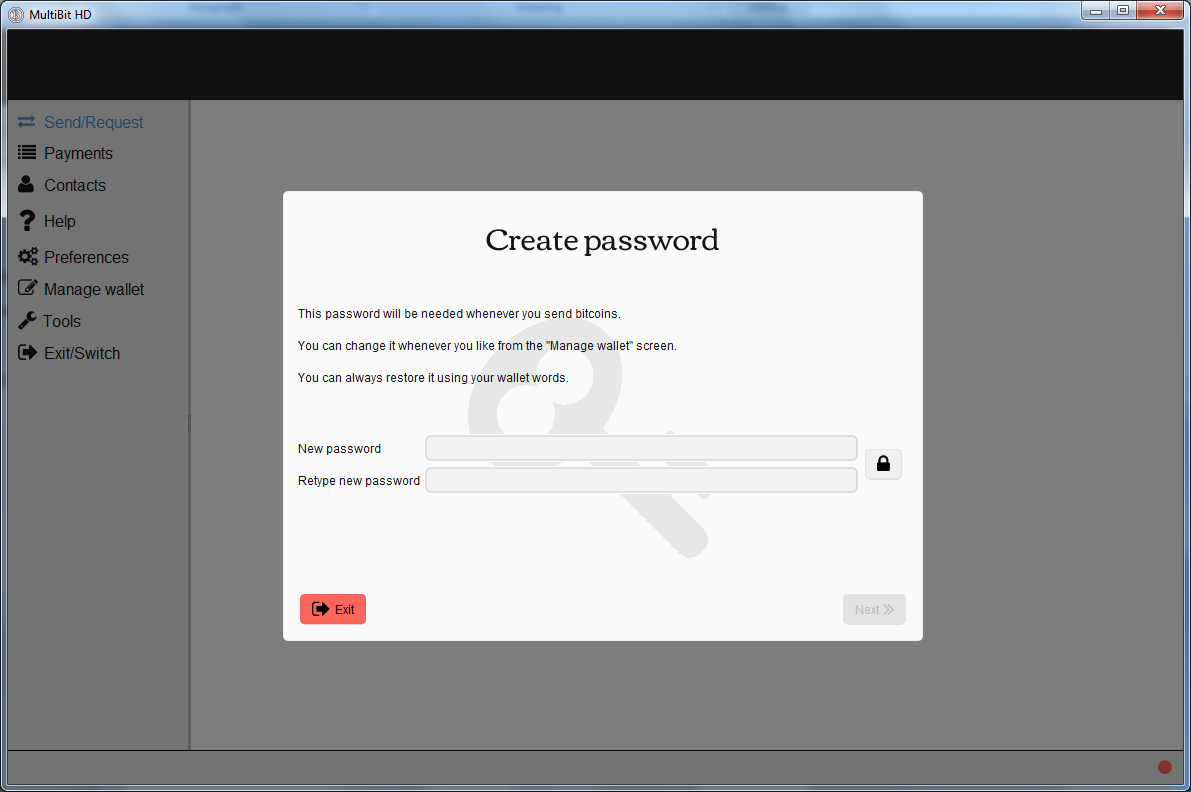 MultiBit HD
Send/Request
Payments
Contacts
Help
Preferences
Manage wallet
Tools
Exit/Switch
Create password
This password will be needed whenever you send bitcoins.
You can change it whenever you like from the "Manage wallet" screen.
You can always restore it using your wallet words.
New password
Retype new password
Exit
Next